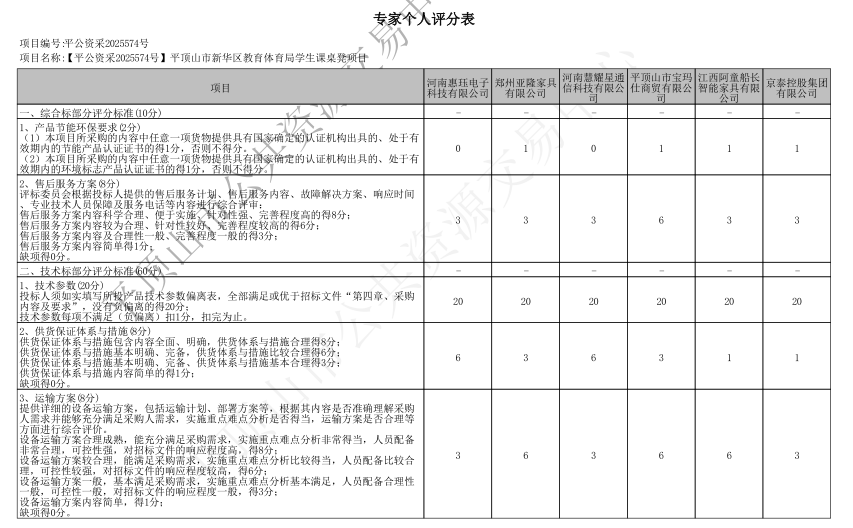 专家个人评分表
项目编号:平公资采2025574号
项目名称:【平公资采2025574号】平顶山市新华区教育体育局学生课桌凳项目
项目 河南惠珏电子科技有限公司 郑州亚隆家具有限公司 河南慧耀星通信科技有限公司 平顶山市宝玛仕商贸有限公司 江西阿童船长智能家具有限公司 京泰控股集团有限公司
一、综合标部分评分标准(10分) - - - - - -
1、产品节能环保要求(2分)
(1)本项目所采购的内容中任意一项货物提供具有国家确定的认证机构出具的、处于有
效期内的节能产品认证证书的得1分，否则不得分。
(2)本项目所采购的内容中任意一项货物提供具有国家确定的认证机构出具的、处于有
效期内的环境标志产品认证证书的得1分，否则不得分。
0 1 0 1 1 1
2、售后服务方案(8分)
评标委员会根据投标人提供的售后服务计划、售后服务内容、故障解决方案、响应时间
、专业技术人员保障及服务电话等内容进行综合评审:
售后服务方案内容科学合理、便于实施、针对性强、完善程度高的得8分；
售后服务方案内容较为合理、针对性较好、完善程度较高的得6分；
售后服务方案内容及合理性一般、完善程度一般的得3分；
售后服务方案内容简单得1分；
缺项得0分。
3 3 3 6 3 3
二、技术标部分评分标准(60分) - - - - - -
1、技术参数(20分)
投标人须如实填写所投产品技术参数偏离表，全部满足或优于招标文件“第四章、采购
内容及要求”，没有负偏离的得20分；
技术参数每项不满足（负偏离）扣1分，扣完为止。
20 20 20 20 20 20
2、供货保证体系与措施(8分)
供货保证体系与措施包含内容全面、明确，供货体系与措施合理得8分；
供货保证体系与措施基本明确、完备，供货体系与措施比较合理得6分；
供货保证体系与措施基本明确、完备、供货体系与措施基本合理得3分；
供货保证体系与措施内容简单的得1分；
缺项得0分。
6 3 6 3 1 1
3、运输方案(8分)
提供详细的设备运输方案，包括运输计划、部署方案等，根据其内容是否准确理解采购
人需求并能够充分满足采购人需求，实施重点难点分析是否得当，运输方案是否合理等
方面进行综合评价。
设备运输方案合理成熟，能充分满足采购需求，实施重点难点分析非常得当，人员配备
非常合理，可控性强，对招标文件的响应程度高，得8分；
设备运输方案较合理，能满足采购需求，实施重点难点分析比较得当，人员配备比较合
理，可控性较强，对招标文件的响应程度较高，得6分；
设备运输方案一般，基本满足采购需求，实施重点难点分析基本满足，人员配备合理性
一般，可控性一般，对招标文件的响应程度一般，得3分；
设备运输方案内容简单，得1分；
缺项得0分。
3 6 3 6 6 3